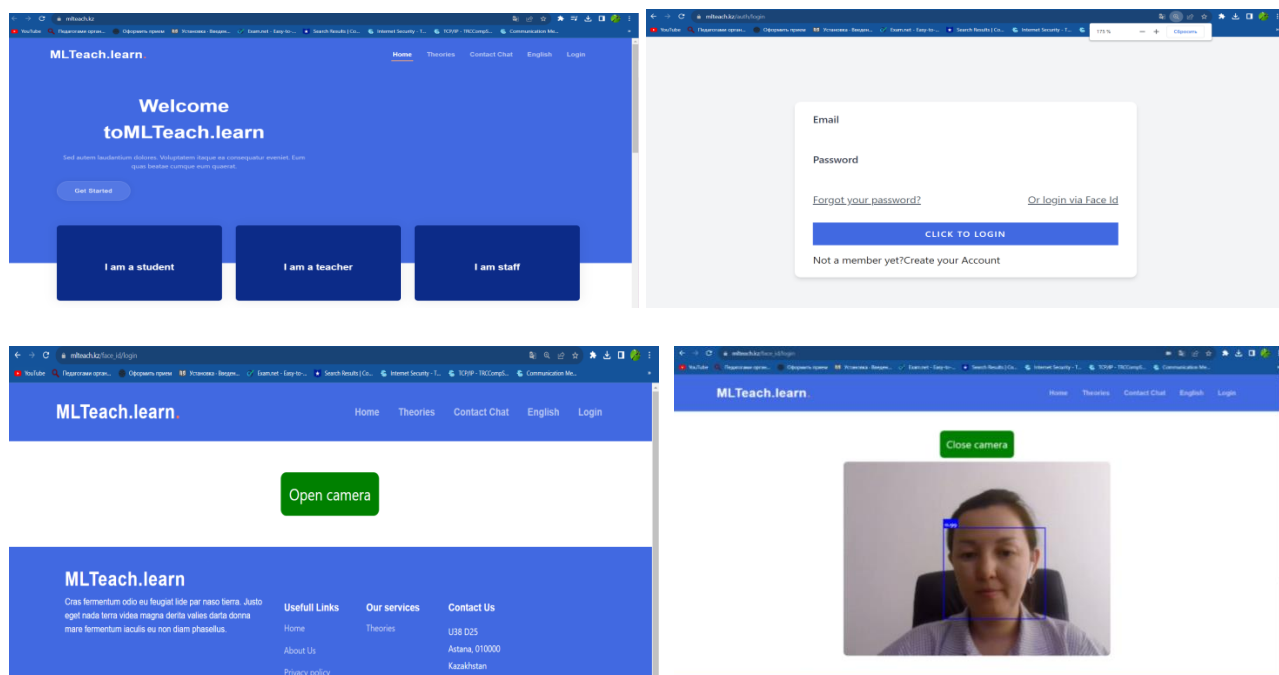 mlteach.kz
YouTube
MLTeach.learn.
Home Theories Contact Chat English Login
Welcome
toMLTeach.learn
Sed autem laudantium dolores. Voluptatem itaque ea consequatur eveniet. Eum
quas beatae cumque eum quaerat.
Get Started
I am a student
I am a teacher
I am staff
mlteach.kz/auth/login
YouTube
175 % − + Сбросить
Email
Password
Forgot your password? Or login via Face Id
CLICK TO LOGIN
Not a member yet?Create your Account
mlteach.kz/face_id/login
YouTube
MLTeach.learn.
Home Theories Contact Chat English Login
Open camera
MLTeach.learn
Cras fermentum odio eu feugiat lide par naso tierra. Justo
eget nada terra videa magna derita valies darta donna
mare fermentum iaculis eu non diam phasellus.
Usefull Links
Home
About Us
Privacy policy
Our services
Theories
Contact Us
U38 D25
Astana, 010000
Kazakhstan
mlteach.kz/face_id/login
YouTube
MLTeach.learn.
Home Theories Contact Chat English Login
Close camera